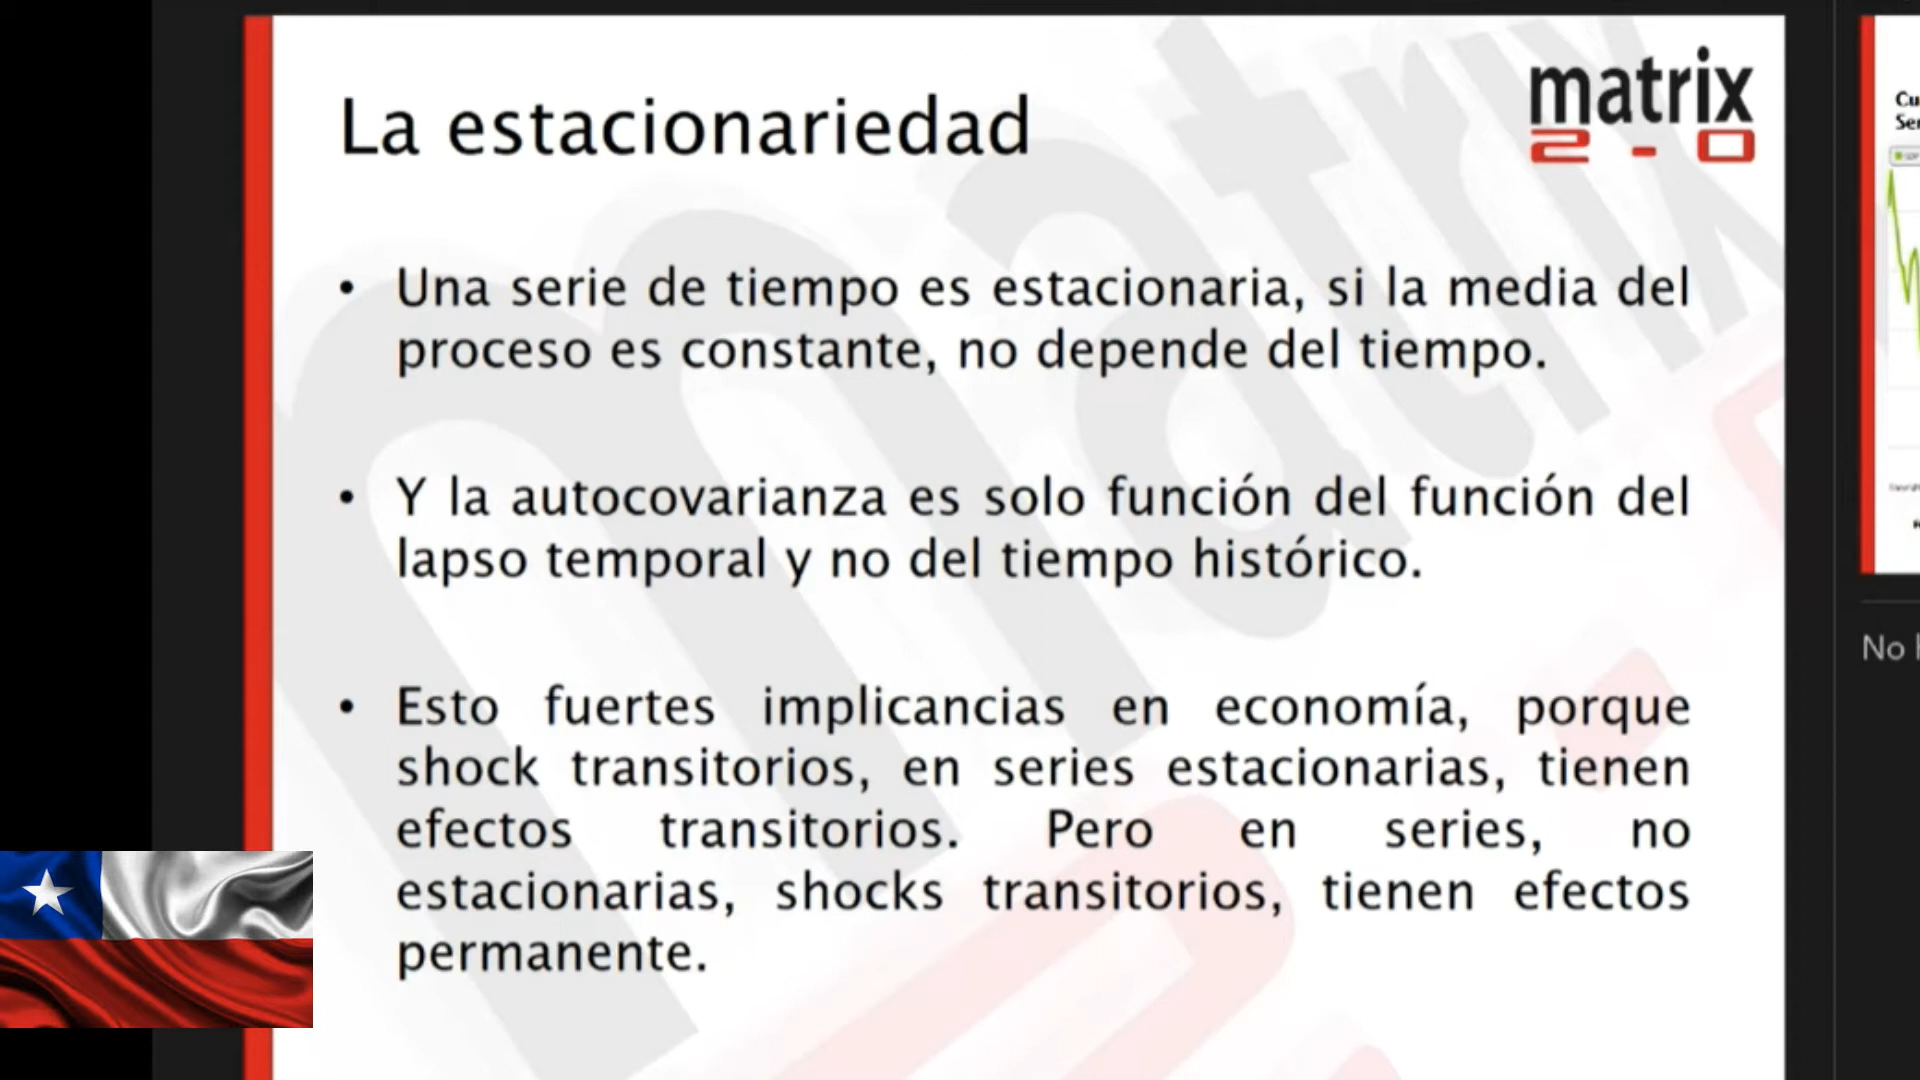 La estacionariedad
matrix
2-0
• Una serie de tiempo es estacionaria, si la media del
proceso es constante, no depende del tiempo.
• Y la autocovarianza es solo función del función del
lapso temporal y no del tiempo histórico.
• Esto fuertes implicancias en economía, porque
shock transitorios, en series estacionarias, tienen
efectos transitorios. Pero en series, no
estacionarias, shocks transitorios, tienen efectos
permanente.
Cu
Ser
No